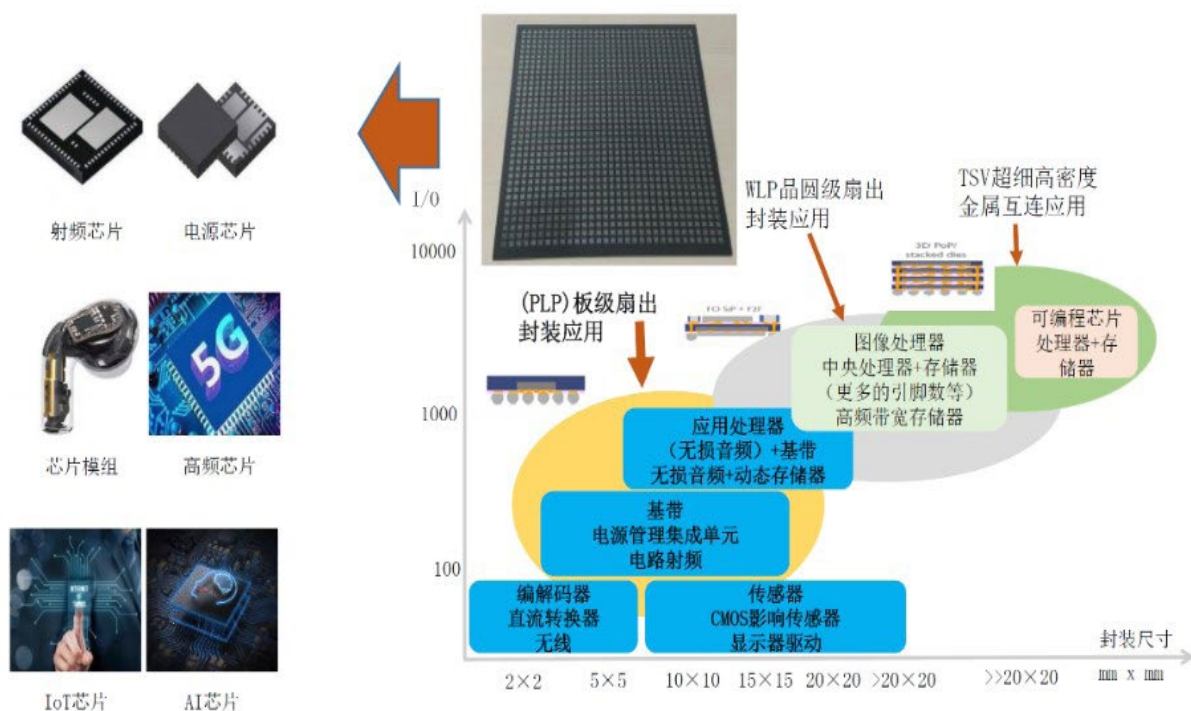 射频芯片
电源芯片
芯片模组
5G
高频芯片
IoT芯片
AI芯片
I/O
10000
1000
100
(PLP)板级扇出
封装应用
WLP晶圆级扇出
封装应用
TSV超细高密度
金属互连应用
3D PoP/
stacked dies
FO SiP + F2F
可编程芯片
处理器+存
储器
图像处理器
中央处理器+存储器
（更多的引脚数等）
高频带宽存储器
应用处理器
（无损音频）+基带
无损音频+动态存储器
基带
电源管理集成单元
电路射频
编解码器
直流转换器
无线
传感器
CMOS影响传感器
显示器驱动
封装尺寸
2×2
5×5
10×10
15×15
20×20
>20×20
>>20×20
mm x mm